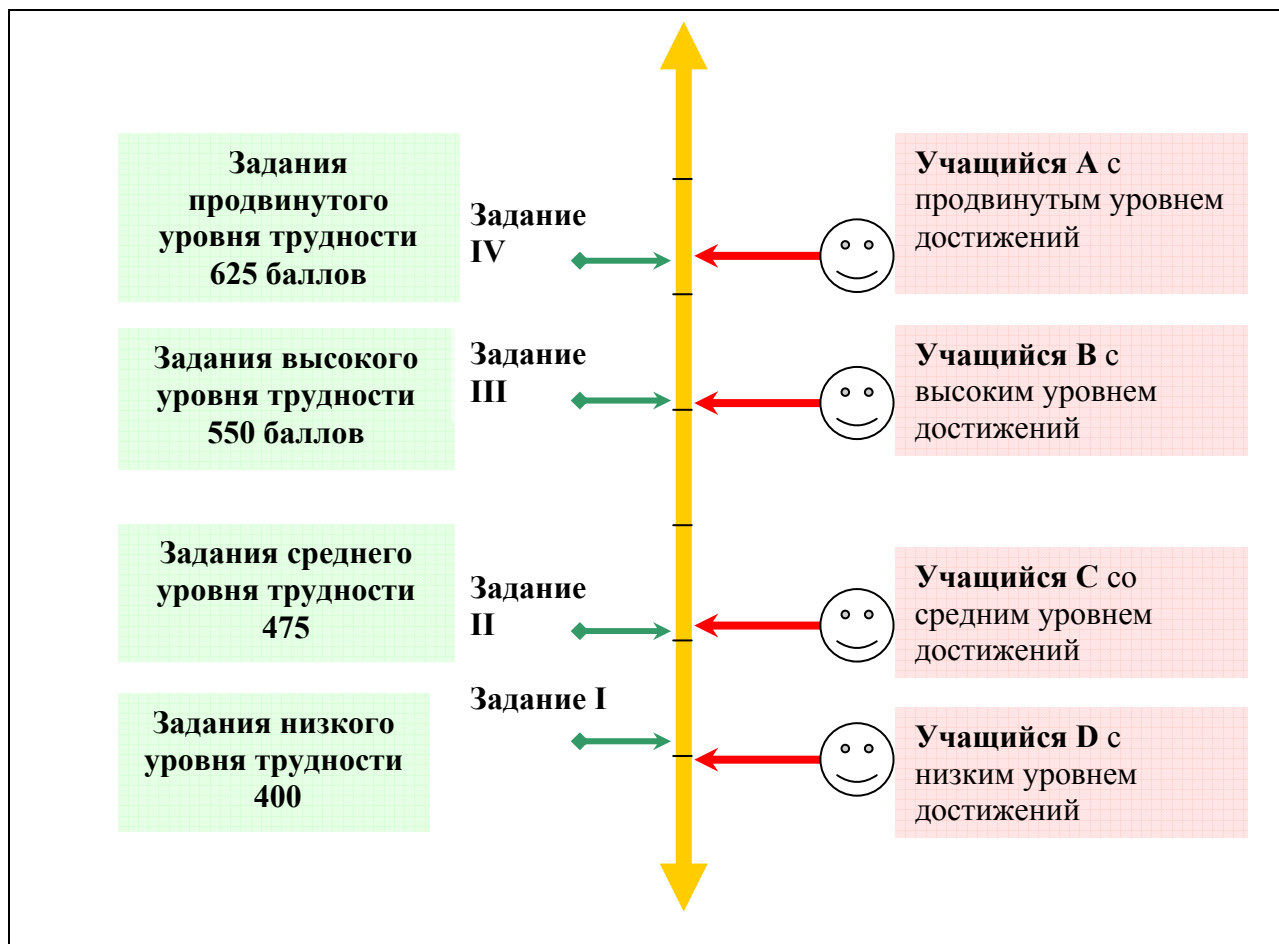 Задания
продвинутого
уровня трудности
625 баллов
Задание
IV
Учащийся A с
продвинутым уровнем
достижений
Задания высокого
уровня трудности
550 баллов
Задание
III
Учащийся B с
высоким уровнем
достижений
Задания среднего
уровня трудности
475
Задание
II
Учащийся C со
средним уровнем
достижений
Задания низкого
уровня трудности
400
Задание I
Учащийся D с
низким уровнем
достижений